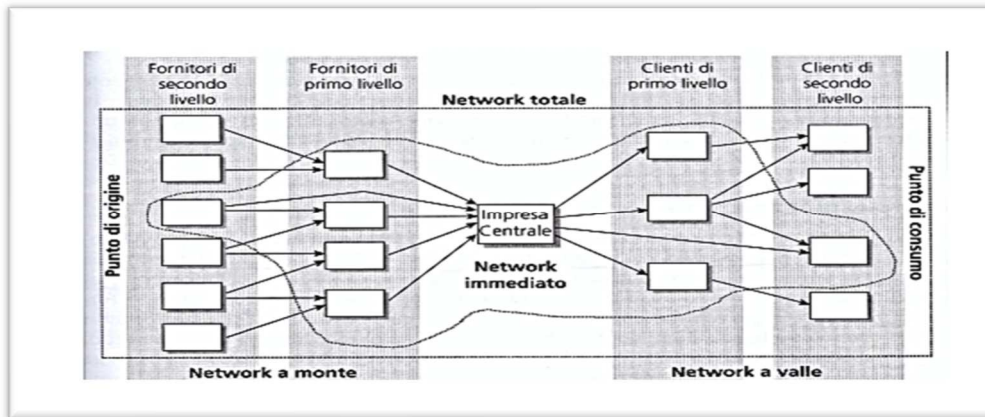 Fornitori di
secondo
livello
Fornitori di
primo livello
Network totale
Clienti di
primo livello
Clienti di
secondo
livello
Punto di origine
Impresa
Centrale
Network
immediato
Punto di consumo
Network a monte
Network a valle